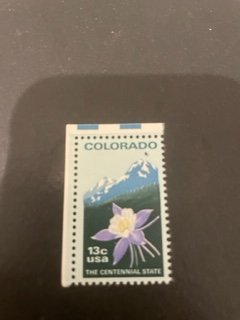 COLORADO
13c
usa
THE CENTENNIAL STATE